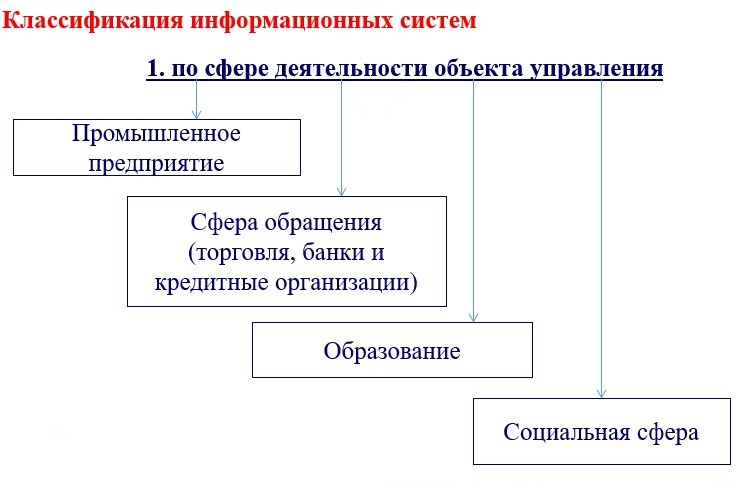 Классификация информационных систем
1. по сфере деятельности объекта управления
Промышленное
предприятие
Сфера обращения
(торговля, банки и
кредитные организации)
Образование
Социальная сфера